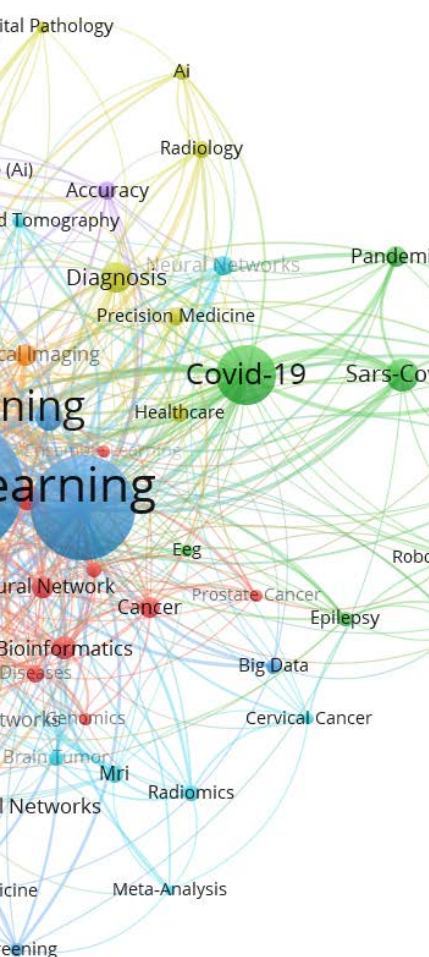 ital Pathology
Ai
Radiology
(Ai)
Accuracy
d Tomography
Pandemi
Neural Networks
Diagnosis
Precision Medicine
cal Imaging
Covid-19
Sars-Cov
ning
Healthcare
earning
Eeg
Robo
ural Network
Prostate Cancer
Cancer
Epilepsy
Bioinformatics
Big Data
Diseases
tworks
Genomics
Cervical Cancer
Brain Tumor
Mri
Radiomics
l Networks
Meta-Analysis
icine
eening